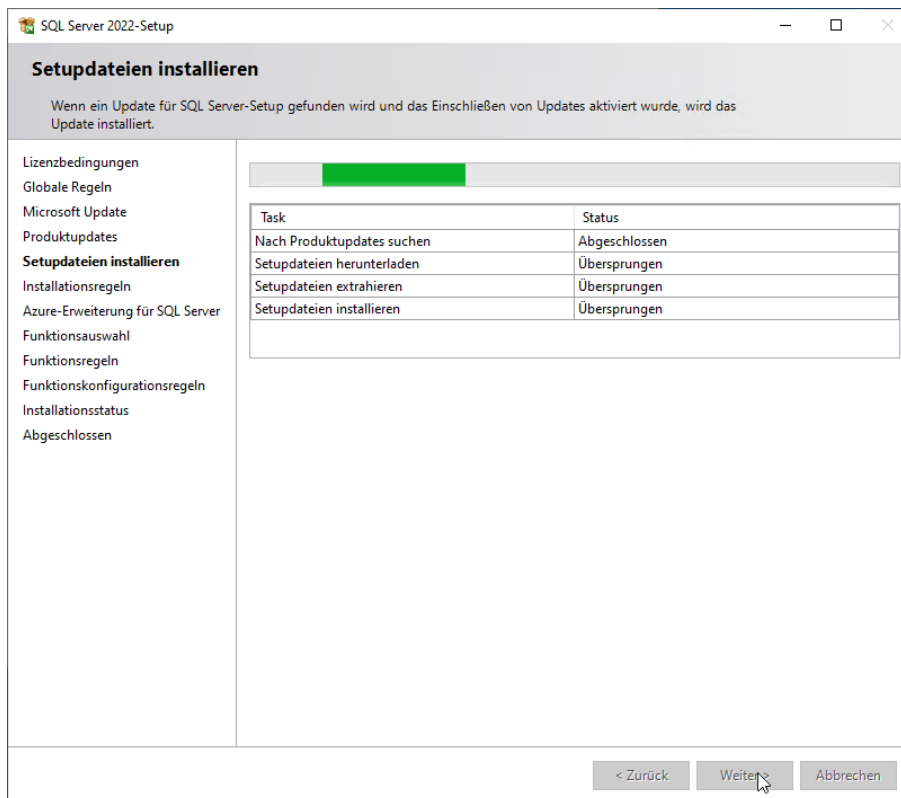 SQL Server 2022-Setup
Setupdateien installieren
Wenn ein Update für SQL Server-Setup gefunden wird und das Einschließen von Updates aktiviert wurde, wird das
Update installiert.
Lizenzbedingungen
Globale Regeln
Microsoft Update
Produktupdates
Setupdateien installieren
Installationsregeln
Azure-Erweiterung für SQL Server
Funktionsauswahl
Funktionsregeln
Funktionskonfigurationsregeln
Installationsstatus
Abgeschlossen
Task Status
Nach Produktupdates suchen Abgeschlossen
Setupdateien herunterladen Übersprungen
Setupdateien extrahieren Übersprungen
Setupdateien installieren Übersprungen
< Zurück Weiter > Abbrechen